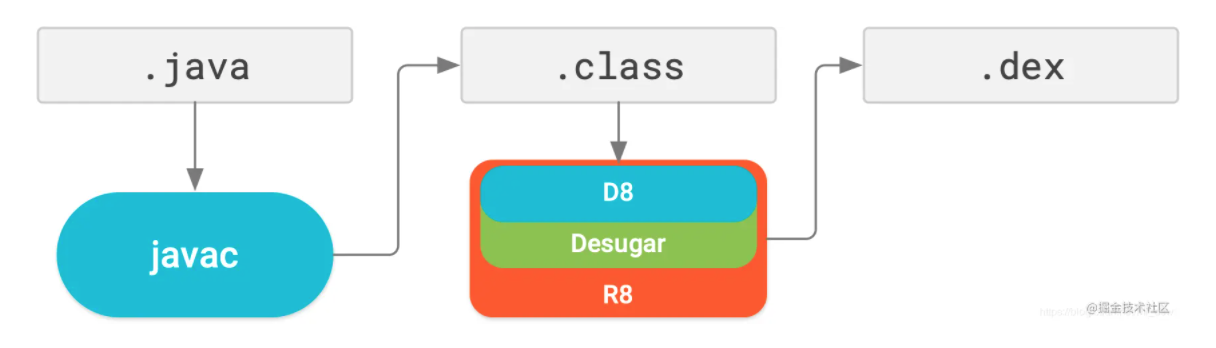 .java
.class
.dex
javac
D8
Desugar
R8
@掘金技术社区